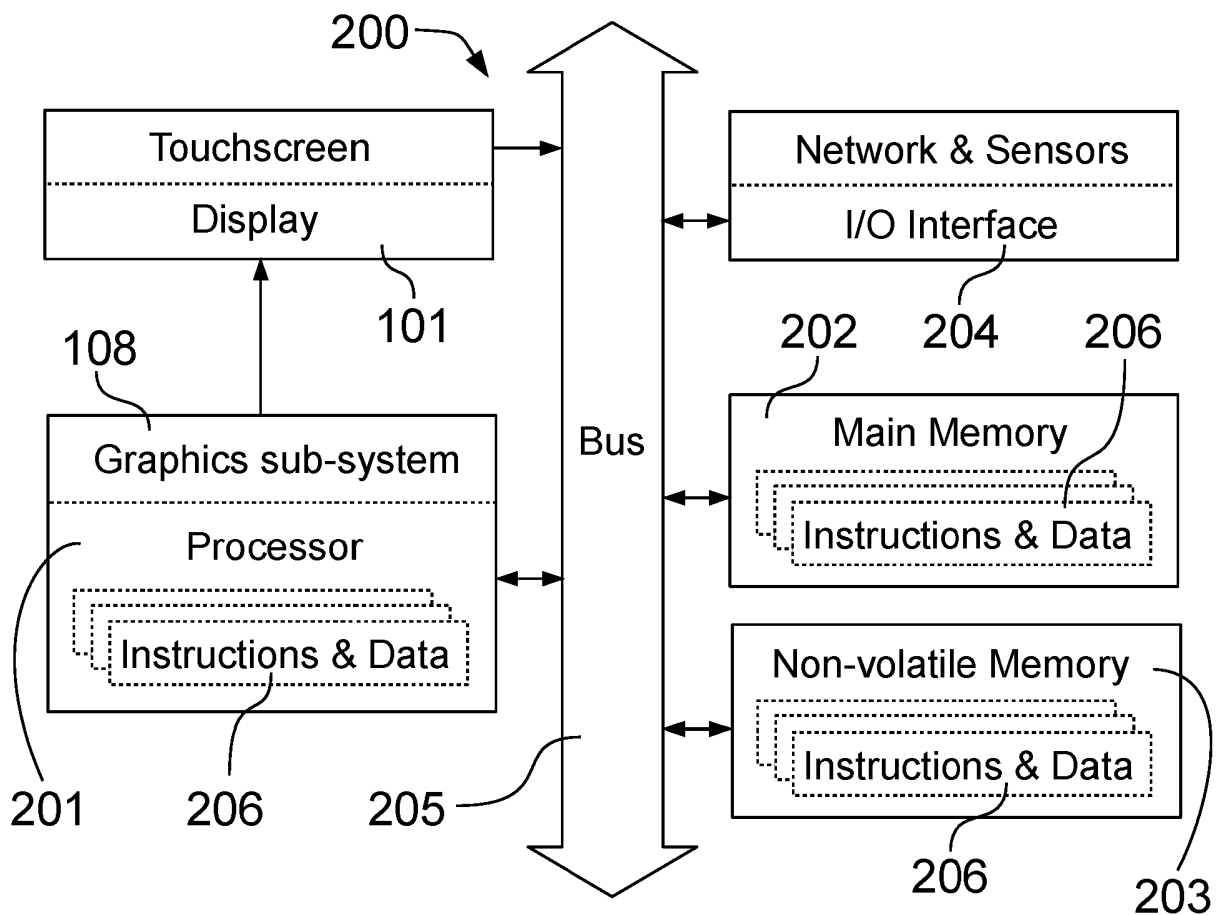 200
Touchscreen
Display
101
108
Graphics sub-system
Processor
Instructions & Data
201
206
Bus
205
Network & Sensors
I/O Interface
204
202
206
Main Memory
Instructions & Data
Non-volatile Memory
Instructions & Data
206
203